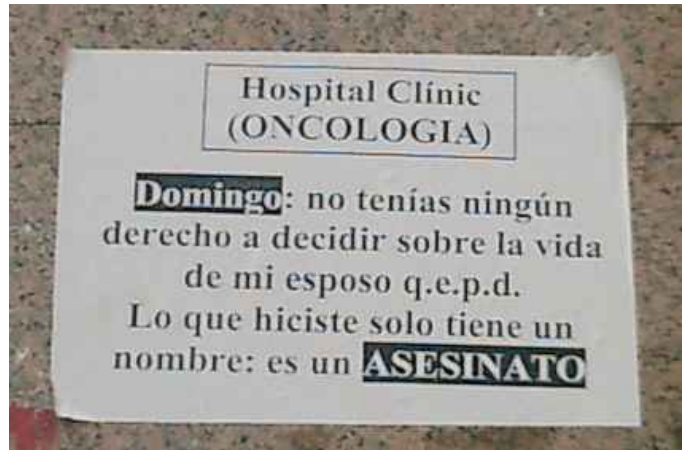 Hospital Clínic
(ONCOLOGIA)
Domingo: no tenías ningún
derecho a decidir sobre la vida
de mi esposo q.e.p.d.
Lo que hiciste solo tiene un
nombre: es un ASESINATO